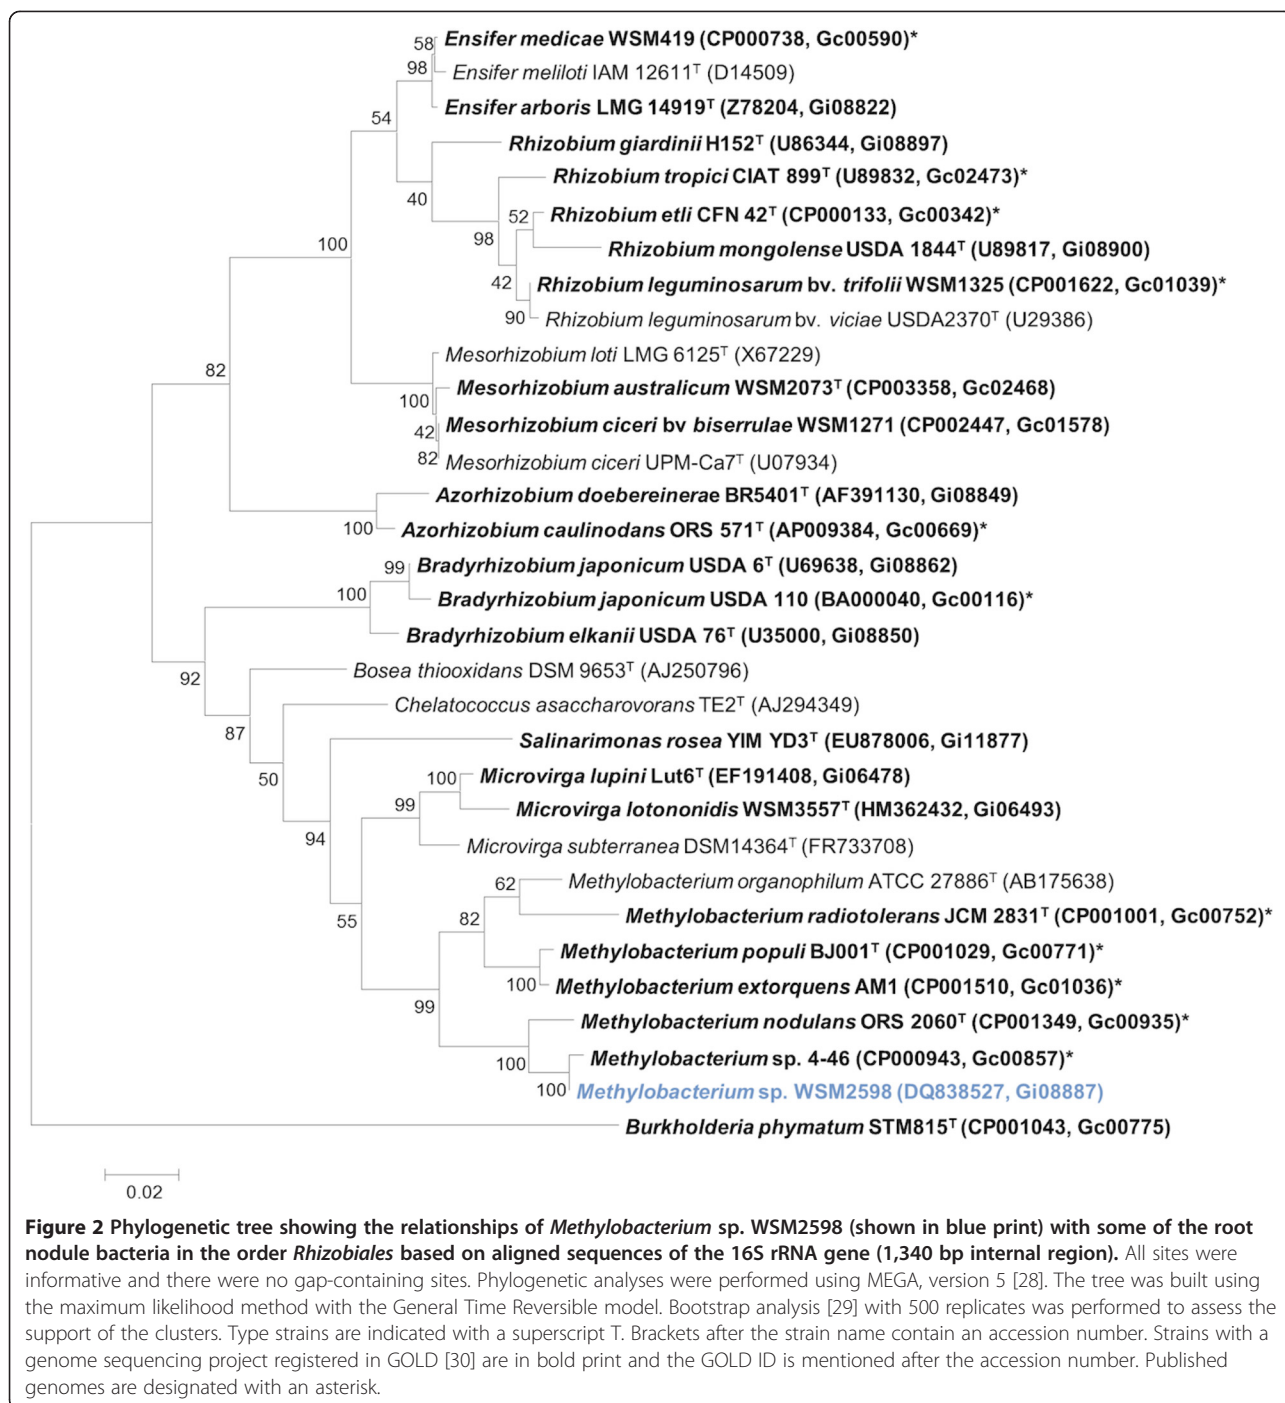 58 Ensifer medicae WSM419 (CP000738, Gc00590)*
98 Ensifer meliloti IAM 12611T (D14509)
Ensifer arboris LMG 14919T (Z78204, Gi08822)
54
Rhizobium giardinii H152T (U86344, Gi08897)
Rhizobium tropici CIAT 899T (U89832, Gc02473)*
40
52 Rhizobium etli CFN 42T (CP000133, Gc00342)*
98
100
Rhizobium mongolense USDA 1844T (U89817, Gi08900)
42 Rhizobium leguminosarum bv. trifolii WSM1325 (CP001622, Gc01039)*
90 Rhizobium leguminosarum bv. viciae USDA2370T (U29386)
Mesorhizobium loti LMG 6125T (X67229)
82
Mesorhizobium australicum WSM2073T (CP003358, Gc02468)
100
Mesorhizobium ciceri bv biserrulae WSM1271 (CP002447, Gc01578)
42
82 Mesorhizobium ciceri UPM-Ca7T (U07934)
Azorhizobium doebereinerae BR5401T (AF391130, Gi08849)
100 Azorhizobium caulinodans ORS 571T (AP009384, Gc00669)*
99 Bradyrhizobium japonicum USDA 6T (U69638, Gi08862)
100 Bradyrhizobium japonicum USDA 110 (BA000040, Gc00116)*
Bradyrhizobium elkanii USDA 76T (U35000, Gi08850)
92 Bosea thiooxidans DSM 9653T (AJ250796)
Chelatococcus asaccharovorans TE2T (AJ294349)
87
Salinarimonas rosea YIM YD3T (EU878006, Gi11877)
50
100 Microvirga lupini Lut6T (EF191408, Gi06478)
99 Microvirga lotononidis WSM3557T (HM362432, Gi06493)
94 Microvirga subterranea DSM14364T (FR733708)
62 Methylobacterium organophilum ATCC 27886T (AB175638)
55 82 Methylobacterium radiotolerans JCM 2831T (CP001001, Gc00752)*
Methylobacterium populi BJ001T (CP001029, Gc00771)*
100 Methylobacterium extorquens AM1 (CP001510, Gc01036)*
99
Methylobacterium nodulans ORS 2060T (CP001349, Gc00935)*
100 Methylobacterium sp. 4-46 (CP000943, Gc00857)*
100 Methylobacterium sp. WSM2598 (DQ838527, Gi08887)
Burkholderia phymatum STM815T (CP001043, Gc00775)
0.02
Figure 2 Phylogenetic tree showing the relationships of Methylobacterium sp. WSM2598 (shown in blue print) with some of the root
nodule bacteria in the order Rhizobiales based on aligned sequences of the 16S rRNA gene (1,340 bp internal region). All sites were
informative and there were no gap-containing sites. Phylogenetic analyses were performed using MEGA, version 5 [28]. The tree was built using
the maximum likelihood method with the General Time Reversible model. Bootstrap analysis [29] with 500 replicates was performed to assess the
support of the clusters. Type strains are indicated with a superscript T. Brackets after the strain name contain an accession number. Strains with a
genome sequencing project registered in GOLD [30] are in bold print and the GOLD ID is mentioned after the accession number. Published
genomes are designated with an asterisk.